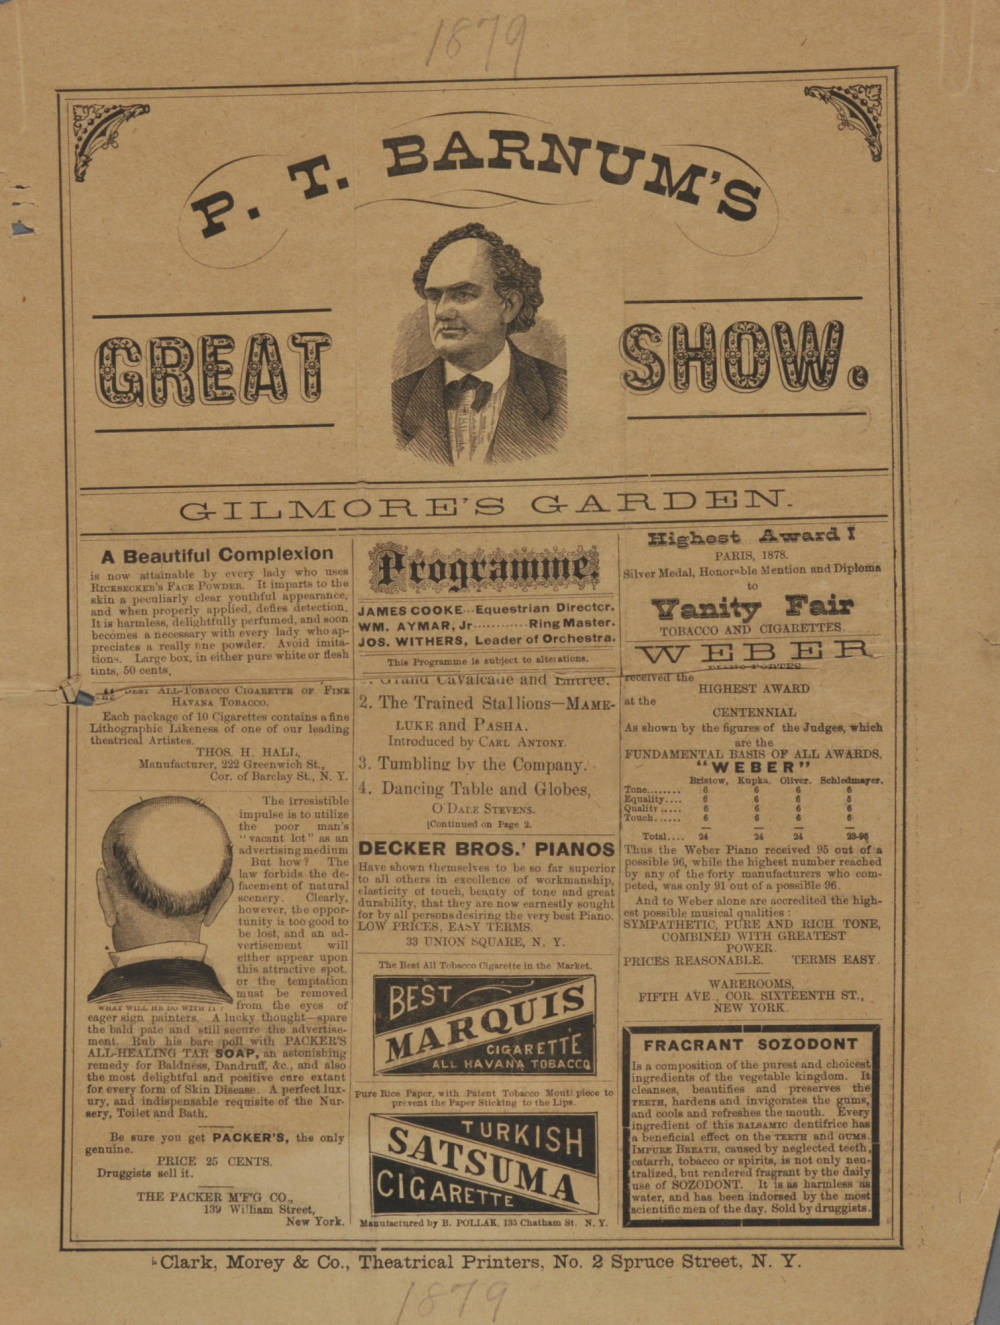 1879
P. T. BARNUM'S
GREAT SHOW.
GILMORE'S GARDEN.
A Beautiful Complexion
is now attainable by every lady who uses
RICKSECKER'S FACE POWDER. It imparts to the
skin a peculiarly clear youthful appearance,
and when properly applied, defies detection.
It is harmless, delightfully perfumed, and soon
becomes a necessary with every lady who ap-
preciates a really fine powder. Avoid imita-
tions. Large box, in either pure white or flesh
tints, 50 cents.
BEST ALL-TOBACCO CIGARETTE OF FINE
HAVANA TOBACCO.
Each package of 10 Cigarettes contains a fine
Lithographic Likeness of one of our leading
theatrical Artistes.
THOS. H. HALL,
Manufacturer, 222 Greenwich St.,
Cor. of Barclay St., N. Y.
The irresistible
impulse is to utilize
the poor man's
"vacant lot" as an
advertising medium
But how? The
law forbids the de-
facement of natural
scenery. Clearly,
however, the oppor-
tunity is too good to
be lost, and an ad-
vertisement will
either appear upon
this attractive spot,
or the temptation
must be removed
WHAT WILL HE DO WITH IT?
from the eyes of
eager sign painters. A lucky thought—spare
the bald pate and still secure the advertise-
ment. Rub his bare poll with PACKER'S
ALL-HEALING TAR SOAP, an astonishing
remedy for Baldness, Dandruff, &c., and also
the most delightful and positive cure extant
for every form of Skin Disease. A perfect lux-
ury, and indispensable requisite of the Nur-
sery, Toilet and Bath.
Be sure you get PACKER'S, the only
genuine.
PRICE 25 CENTS.
Druggists sell it.
THE PACKER M'F'G CO.,
139 William Street,
New York.
Programme.
JAMES COOKE...Equestrian Director.
WM. AYMAR, Jr............Ring Master.
JOS. WITHERS, Leader of Orchestra.
This Programme is subject to alterations.
Grand Cavalcade and Entree.
2. The Trained Stallions—MAME-
LUKE and PASHA.
Introduced by CARL ANTONY.
3. Tumbling by the Company.
4. Dancing Table and Globes,
O'DALE STEVENS.
[Continued on Page 2.
DECKER BROS.' PIANOS
Have shown themselves to be so far superior
to all others in excellence of workmanship,
elasticity of touch, beauty of tone and great
durability, that they are now earnestly sought
for by all persons desiring the very best Piano.
LOW PRICES, EASY TERMS.
33 UNION SQUARE, N. Y.
The Best All Tobacco Cigarette in the Market.
BEST
MARQUIS
CIGARETTE
ALL HAVANA TOBACCO
Pure Rice Paper, with Patent Tobacco Mouth piece to
prevent the Paper Sticking to the Lips.
TURKISH
SATSUMA
CIGARETTE
Manufactured by B. POLLAK, 135 Chatham St. N. Y.
Highest Award!
PARIS, 1878.
Silver Medal, Honorable Mention and Diploma
to
Vanity Fair
TOBACCO AND CIGARETTES.
WEBER
PIANO-FORTES
received the
HIGHEST AWARD
at the
CENTENNIAL
As shown by the figures of the Judges, which
are the
FUNDAMENTAL BASIS OF ALL AWARDS.
"WEBER"
Bristow, Kupka. Oliver. Schledmayer.
Tone........ 6 6 6 6
Equality.... 6 6 6 5
Quality..... 6 6 6 6
Touch...... 6 6 6 6
Total.... 24 24 24 23-95
Thus the Weber Piano received 95 out of a
possible 96, while the highest number reached
by any of the forty manufacturers who com-
peted, was only 91 out of a possible 96.
And to Weber alone are accredited the high-
est possible musical qualities:
SYMPATHETIC, PURE AND RICH TONE,
COMBINED WITH GREATEST
POWER.
PRICES REASONABLE. TERMS EASY.
WAREROOMS,
FIFTH AVE., COR. SIXTEENTH ST.,
NEW YORK.
FRAGRANT SOZODONT
Is a composition of the purest and choicest
ingredients of the vegetable kingdom. It
cleanses, beautifies and preserves the
TEETH, hardens and invigorates the gums,
and cools and refreshes the mouth. Every
ingredient of this BALSAMIC dentifrice has
a beneficial effect on the TEETH and GUMS.
IMPURE BREATH, caused by neglected teeth,
catarrh, tobacco or spirits, is not only neu-
tralized, but rendered fragrant by the daily
use of SOZODONT. It is as harmless as
water, and has been indorsed by the most
scientific men of the day. Sold by druggists.
Clark, Morey & Co., Theatrical Printers, No. 2 Spruce Street, N. Y.
1879